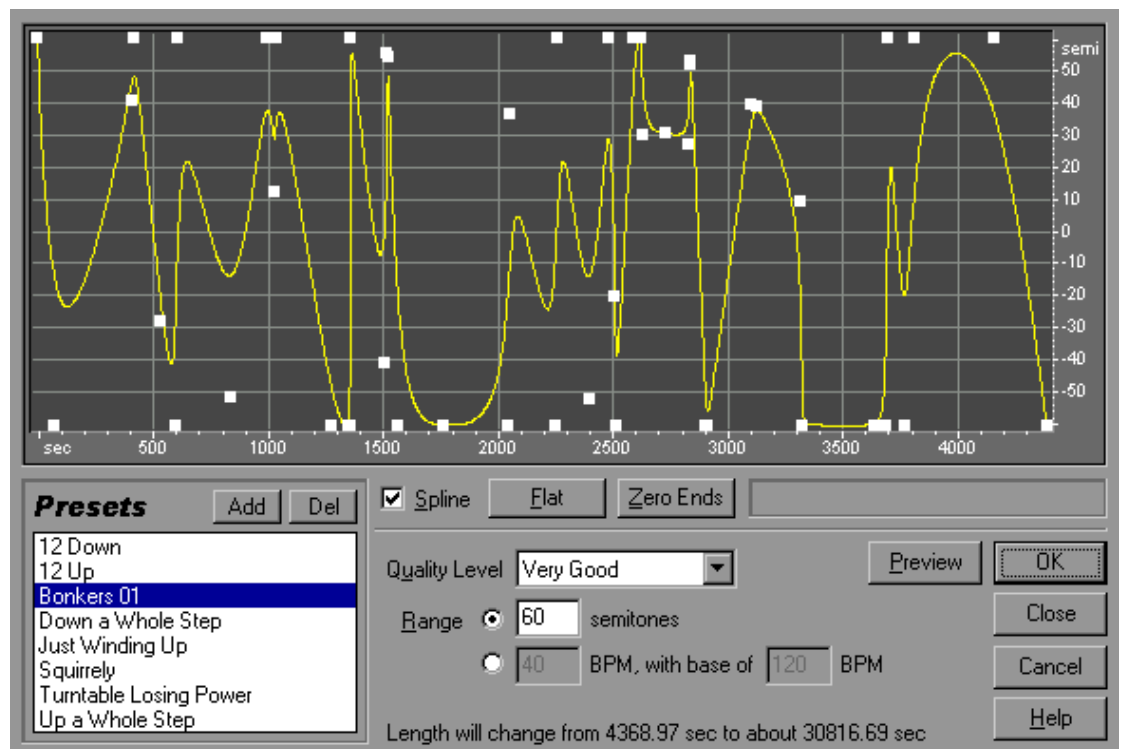 semi
50
40
30
20
10
0
-10
-20
-30
-40
-50
sec 500 1000 1500 2000 2500 3000 3500 4000
Presets Add Del
12 Down
12 Up
Bonkers 01
Down a Whole Step
Just Winding Up
Squirrely
Turntable Losing Power
Up a Whole Step
Spline Flat Zero Ends
Quality Level Very Good Preview OK
Range 60 semitones Close
40 BPM, with base of 120 BPM Cancel
Help
Length will change from 4368.97 sec to about 30816.69 sec